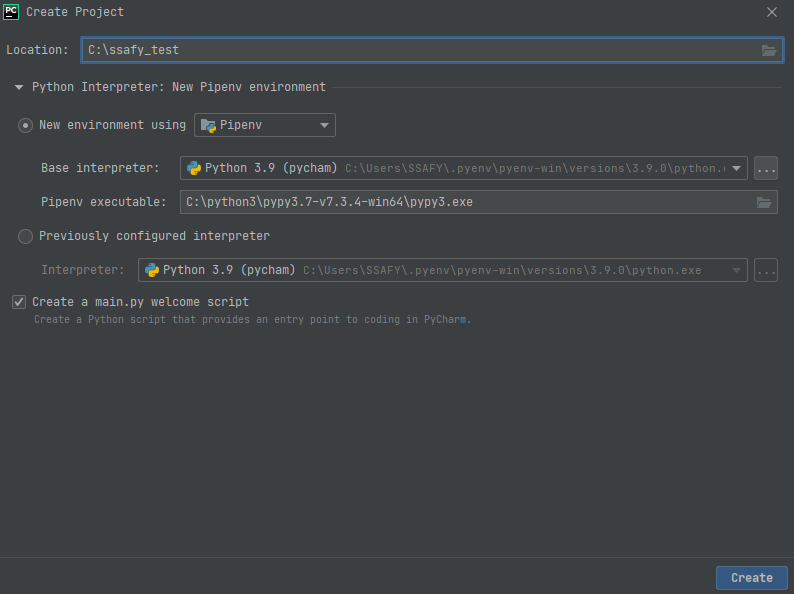 PC Create Project
Location: C:\ssafy_test
Python Interpreter: New Pipenv environment
New environment using Pipenv
Base interpreter: Python 3.9 (pycham) C:\Users\SSAFY\.pyenv\pyenv-win\versions\3.9.0\python.
...
Pipenv executable: C:\python3\pypy3.7-v7.3.4-win64\pypy3.exe
Previously configured interpreter
Interpreter: Python 3.9 (pycham) C:\Users\SSAFY\.pyenv\pyenv-win\versions\3.9.0\python.exe
...
Create a main.py welcome script
Create a Python script that provides an entry point to coding in PyCharm.
Create